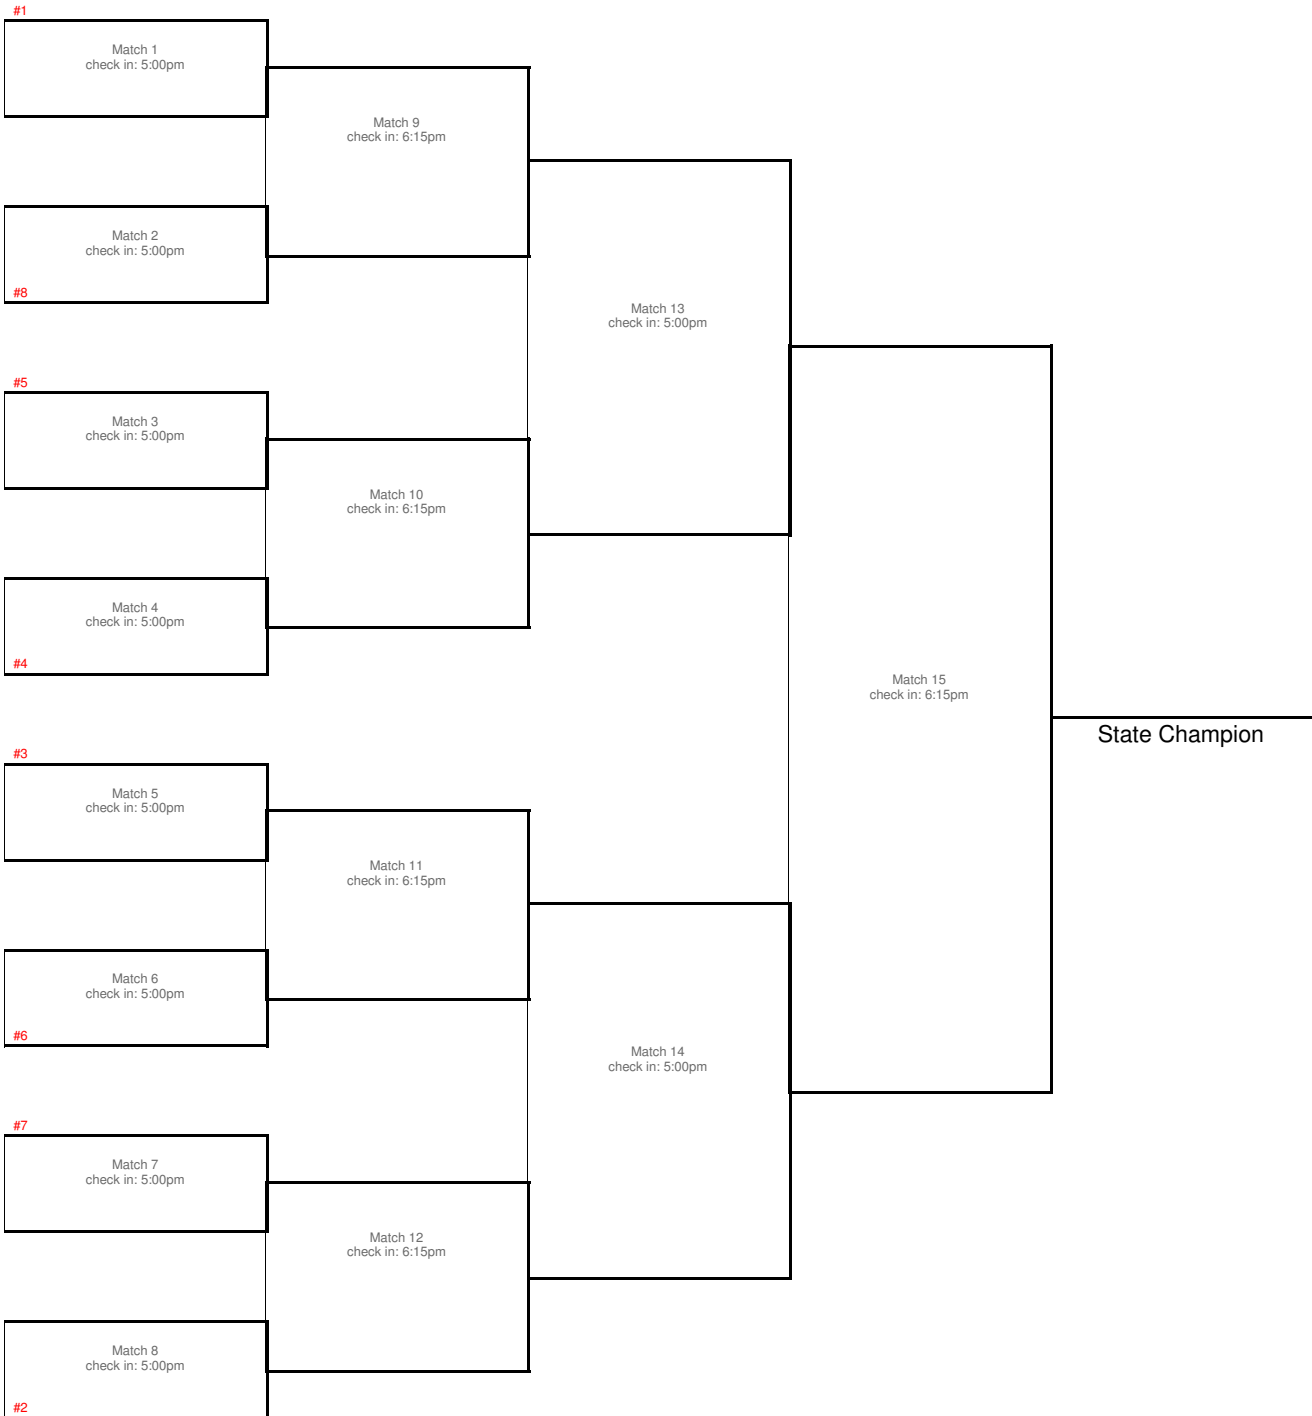 #1
Match 1
check in: 5:00pm
Match 9
check in: 6:15pm
Match 2
check in: 5:00pm
#8
Match 13
check in: 5:00pm
#5
Match 3
check in: 5:00pm
Match 10
check in: 6:15pm
Match 4
check in: 5:00pm
#4
Match 15
check in: 6:15pm
State Champion
#3
Match 5
check in: 5:00pm
Match 11
check in: 6:15pm
Match 6
check in: 5:00pm
#6
Match 14
check in: 5:00pm
#7
Match 7
check in: 5:00pm
Match 12
check in: 6:15pm
Match 8
check in: 5:00pm
#2